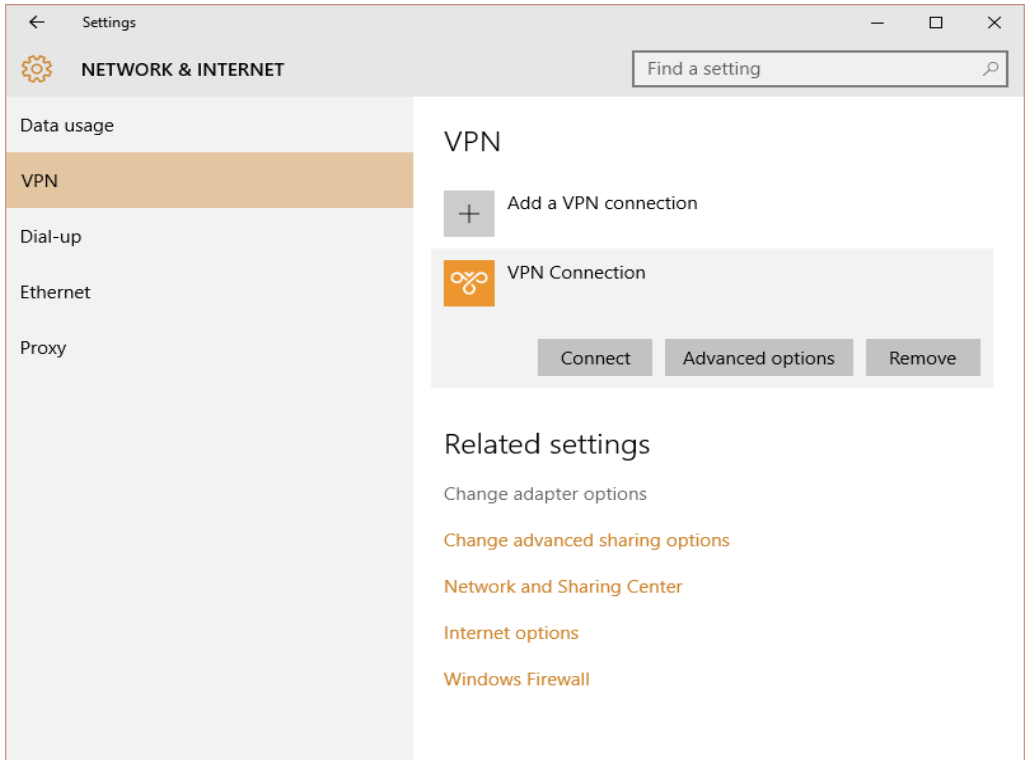 Settings
NETWORK & INTERNET
Find a setting
Data usage
VPN
Dial-up
Ethernet
Proxy
VPN
Add a VPN connection
VPN Connection
Connect Advanced options Remove
Related settings
Change adapter options
Change advanced sharing options
Network and Sharing Center
Internet options
Windows Firewall